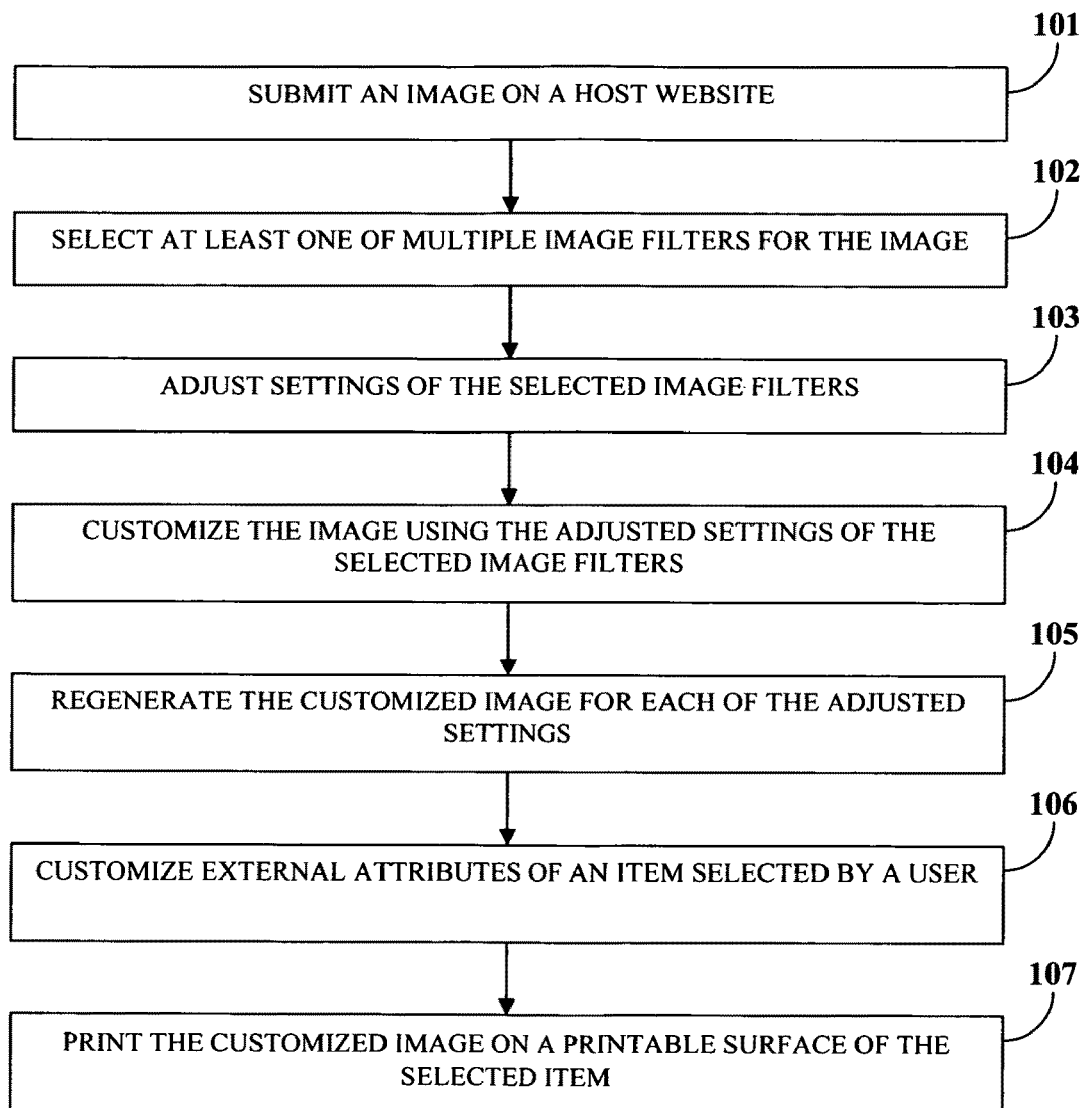 101
SUBMIT AN IMAGE ON A HOST WEBSITE
102
SELECT AT LEAST ONE OF MULTIPLE IMAGE FILTERS FOR THE IMAGE
103
ADJUST SETTINGS OF THE SELECTED IMAGE FILTERS
104
CUSTOMIZE THE IMAGE USING THE ADJUSTED SETTINGS OF THE
SELECTED IMAGE FILTERS
105
REGENERATE THE CUSTOMIZED IMAGE FOR EACH OF THE ADJUSTED
SETTINGS
106
CUSTOMIZE EXTERNAL ATTRIBUTES OF AN ITEM SELECTED BY A USER
107
PRINT THE CUSTOMIZED IMAGE ON A PRINTABLE SURFACE OF THE
SELECTED ITEM